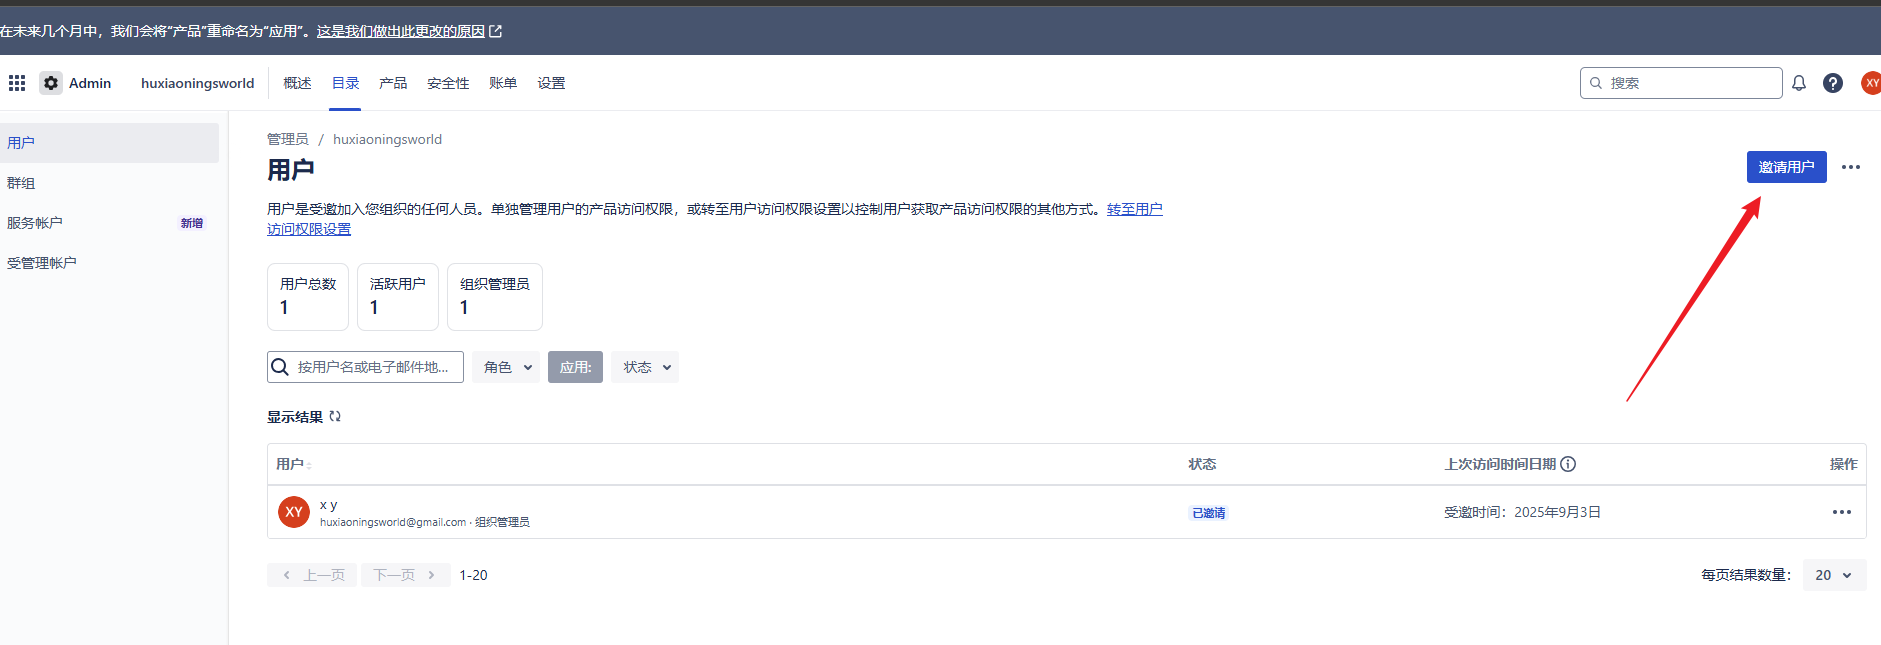 在未来几个月中，我们会将“产品”重命名为“应用”。这是我们做出此更改的原因
Admin huxiaoningsworld 概述 目录 产品 安全性 账单 设置 搜索 XY
用户
群组
服务帐户 新增
受管理帐户
管理员 / huxiaoningsworld
用户
邀请用户
用户是受邀加入您组织的任何人员。单独管理用户的产品访问权限，或转至用户访问权限设置以控制用户获取产品访问权限的其他方式。转至用户
访问权限设置
用户总数 活跃用户 组织管理员
1 1 1
按用户名或电子邮件地... 角色 应用: 状态
显示结果
用户 状态 上次访问时间日期 操作
XY x y 已邀请 受邀时间：2025年9月3日
huxiaoningsworld@gmail.com · 组织管理员
上一页 下一页 1-20 每页结果数量： 20